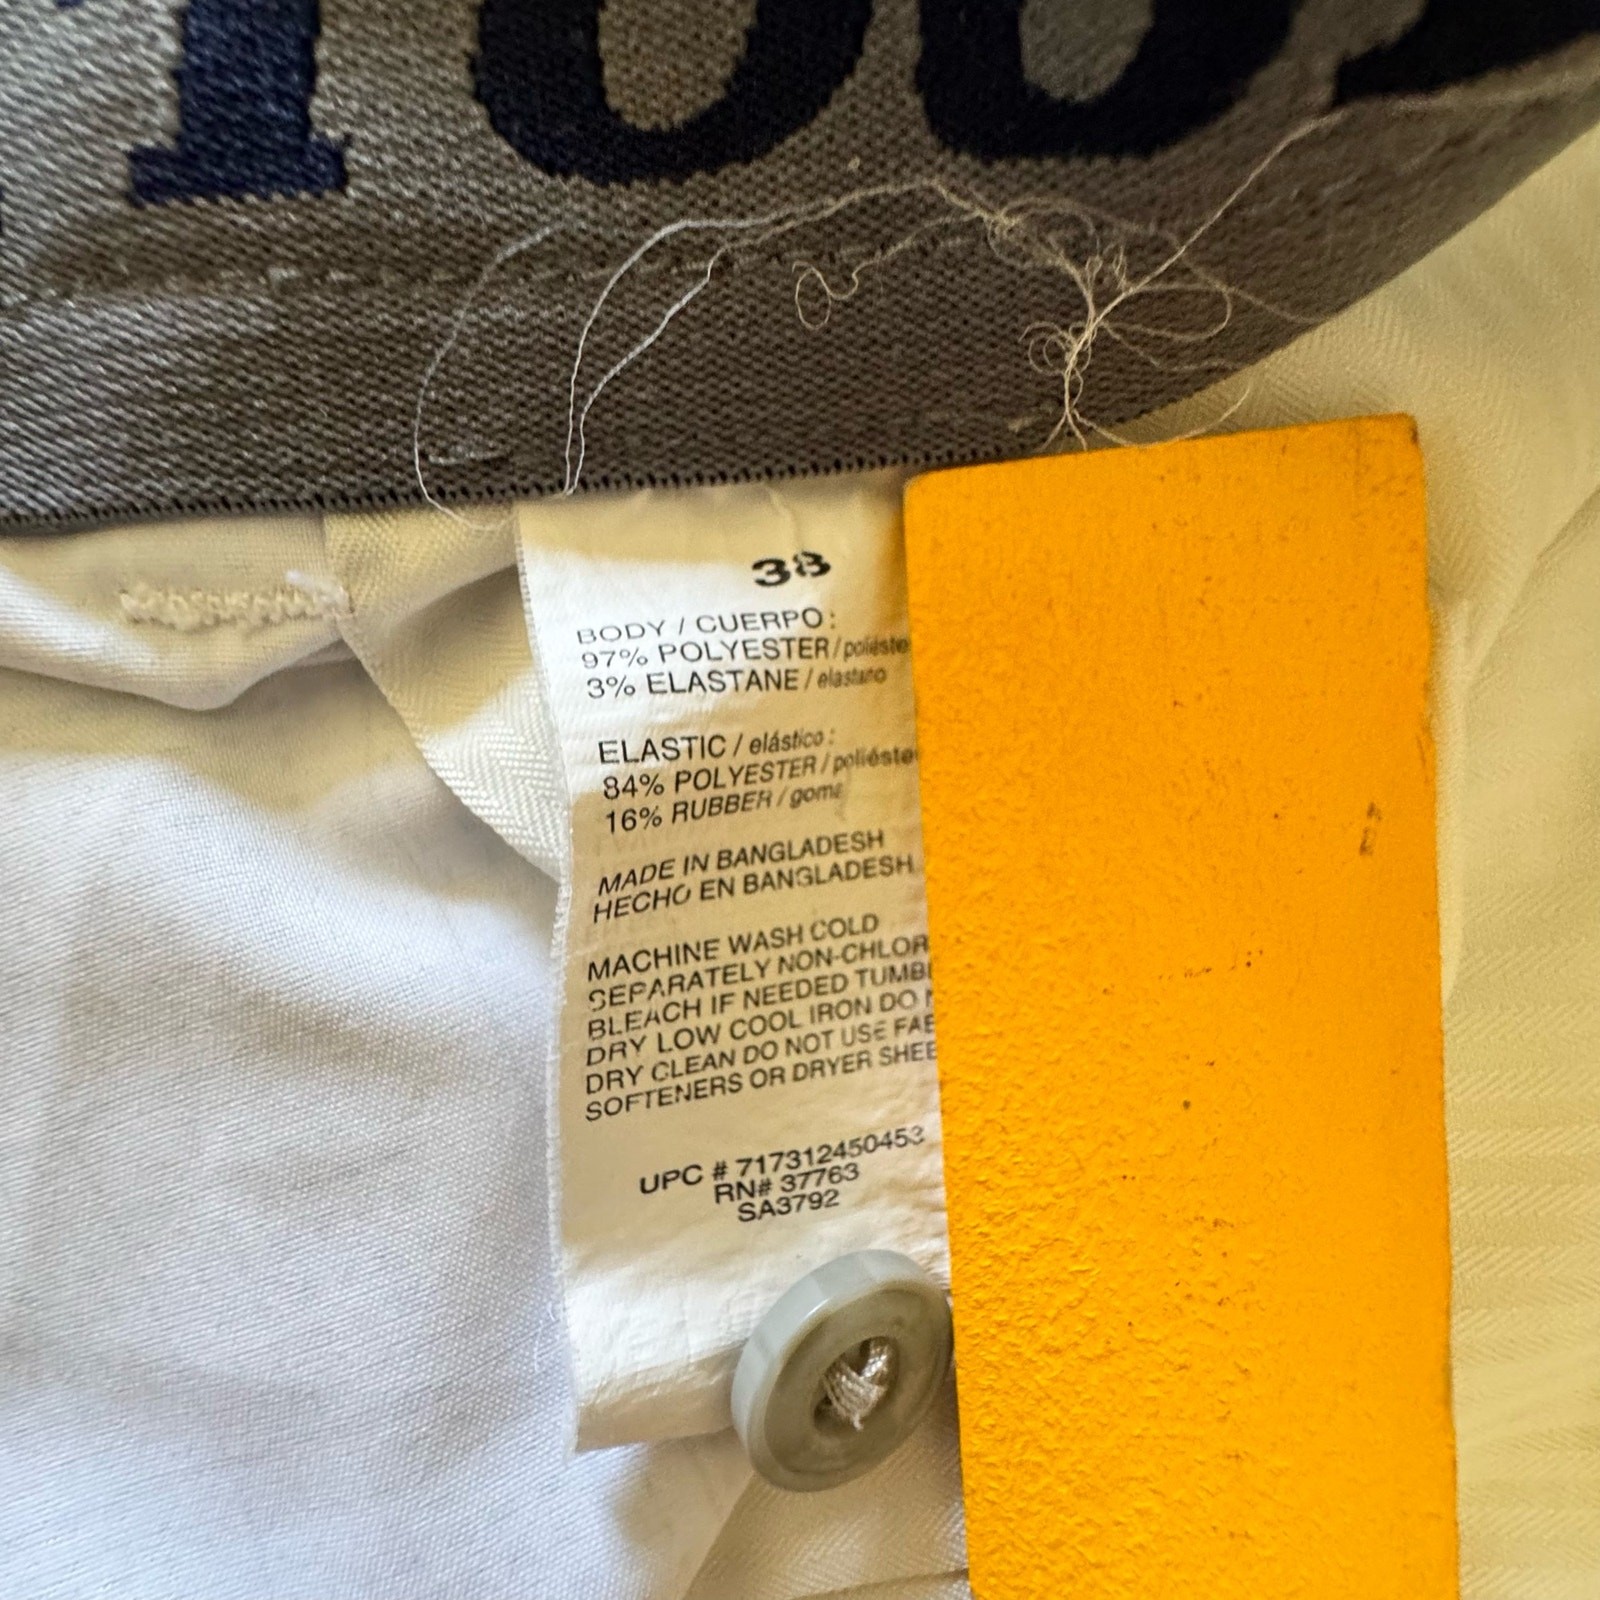 38
BODY / CUERPO:
97% POLYESTER / poliéste
3% ELASTANE / elastano
ELASTIC / elástico:
84% POLYESTER / poliéste
16% RUBBER / goma
MADE IN BANGLADESH
HECHO EN BANGLADESH
MACHINE WASH COLD
SEPARATELY NON-CHLOR
BLEACH IF NEEDED TUMB
DRY LOW COOL IRON DO
DRY CLEAN DO NOT USE FAB
SOFTENERS OR DRYER SHEE
UPC # 717312450453
RN# 37763
SA3792